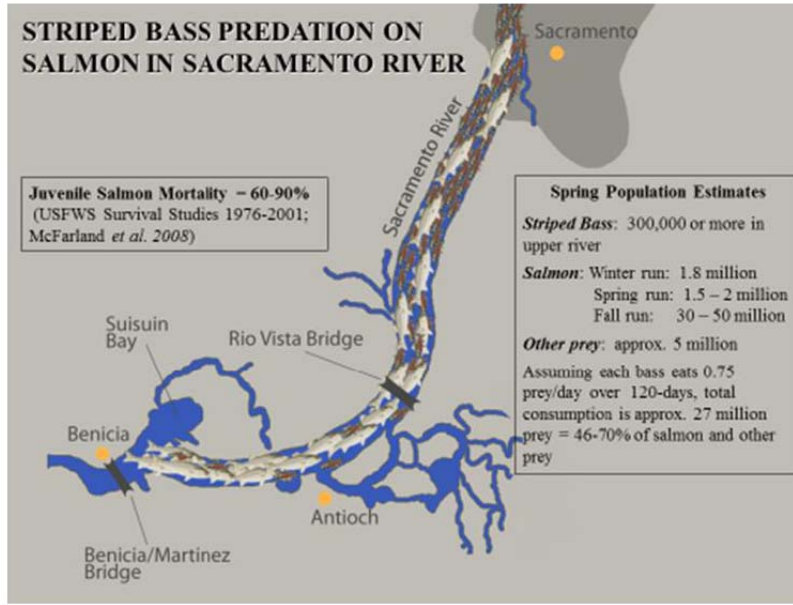 STRIPED BASS PREDATION ON
SALMON IN SACRAMENTO RIVER
Sacramento
Sacramento River
Juvenile Salmon Mortality – 60-90%
(USFWS Survival Studies 1976-2001;
McFarland et al. 2008)
Spring Population Estimates
Striped Bass: 300,000 or more in
upper river
Salmon: Winter run: 1.8 million
Spring run: 1.5 – 2 million
Fall run: 30 – 50 million
Other prey: approx. 5 million
Assuming each bass eats 0.75
prey/day over 120-days, total
consumption is approx. 27 million
prey = 46-70% of salmon and other
prey
Suisuin
Bay
Rio Vista Bridge
Benicia
Antioch
Benicia/Martinez
Bridge